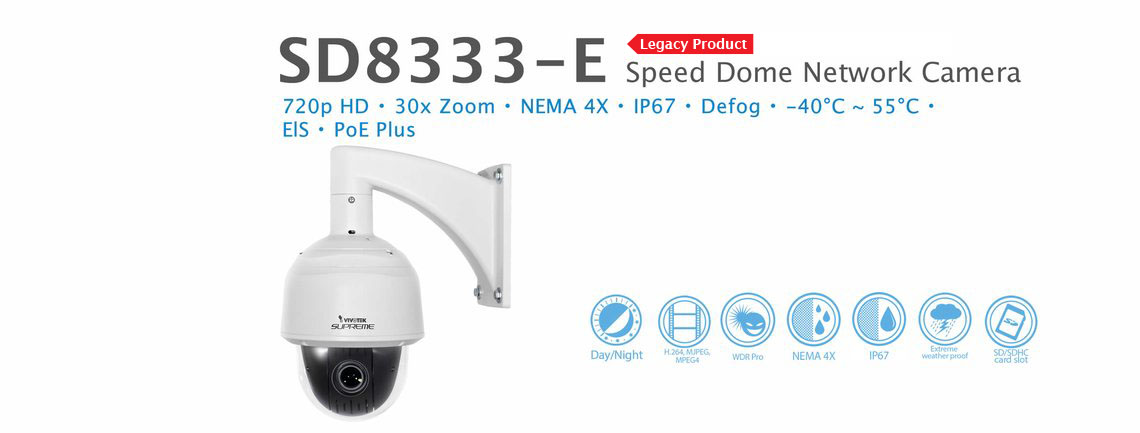 SD8333-E
Legacy Product
Speed Dome Network Camera
720p HD • 30x Zoom • NEMA 4X • IP67 • Defog • -40°C ~ 55°C •
EIS • PoE Plus
VIVOTEK
SUPREME
Day/Night
H.264, MJPEG,
MPEG4
WDR Pro
NEMA 4X
IP67
Extreme
weather proof
SD
SD/SDHC
card slot